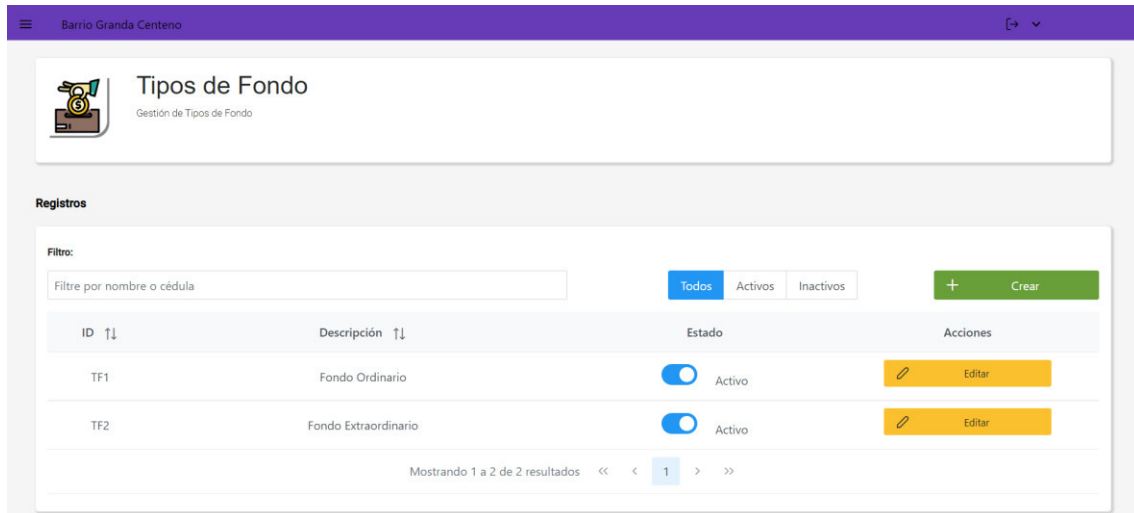 Barrio Granda Centeno
Tipos de Fondo
Gestión de Tipos de Fondo
Registros
Filtro:
Filtre por nombre o cédula
Todos Activos Inactivos
Crear
ID Descripción Estado Acciones
TF1 Fondo Ordinario Activo Editar
TF2 Fondo Extraordinario Activo Editar
Mostrando 1 a 2 de 2 resultados << < 1 > >>